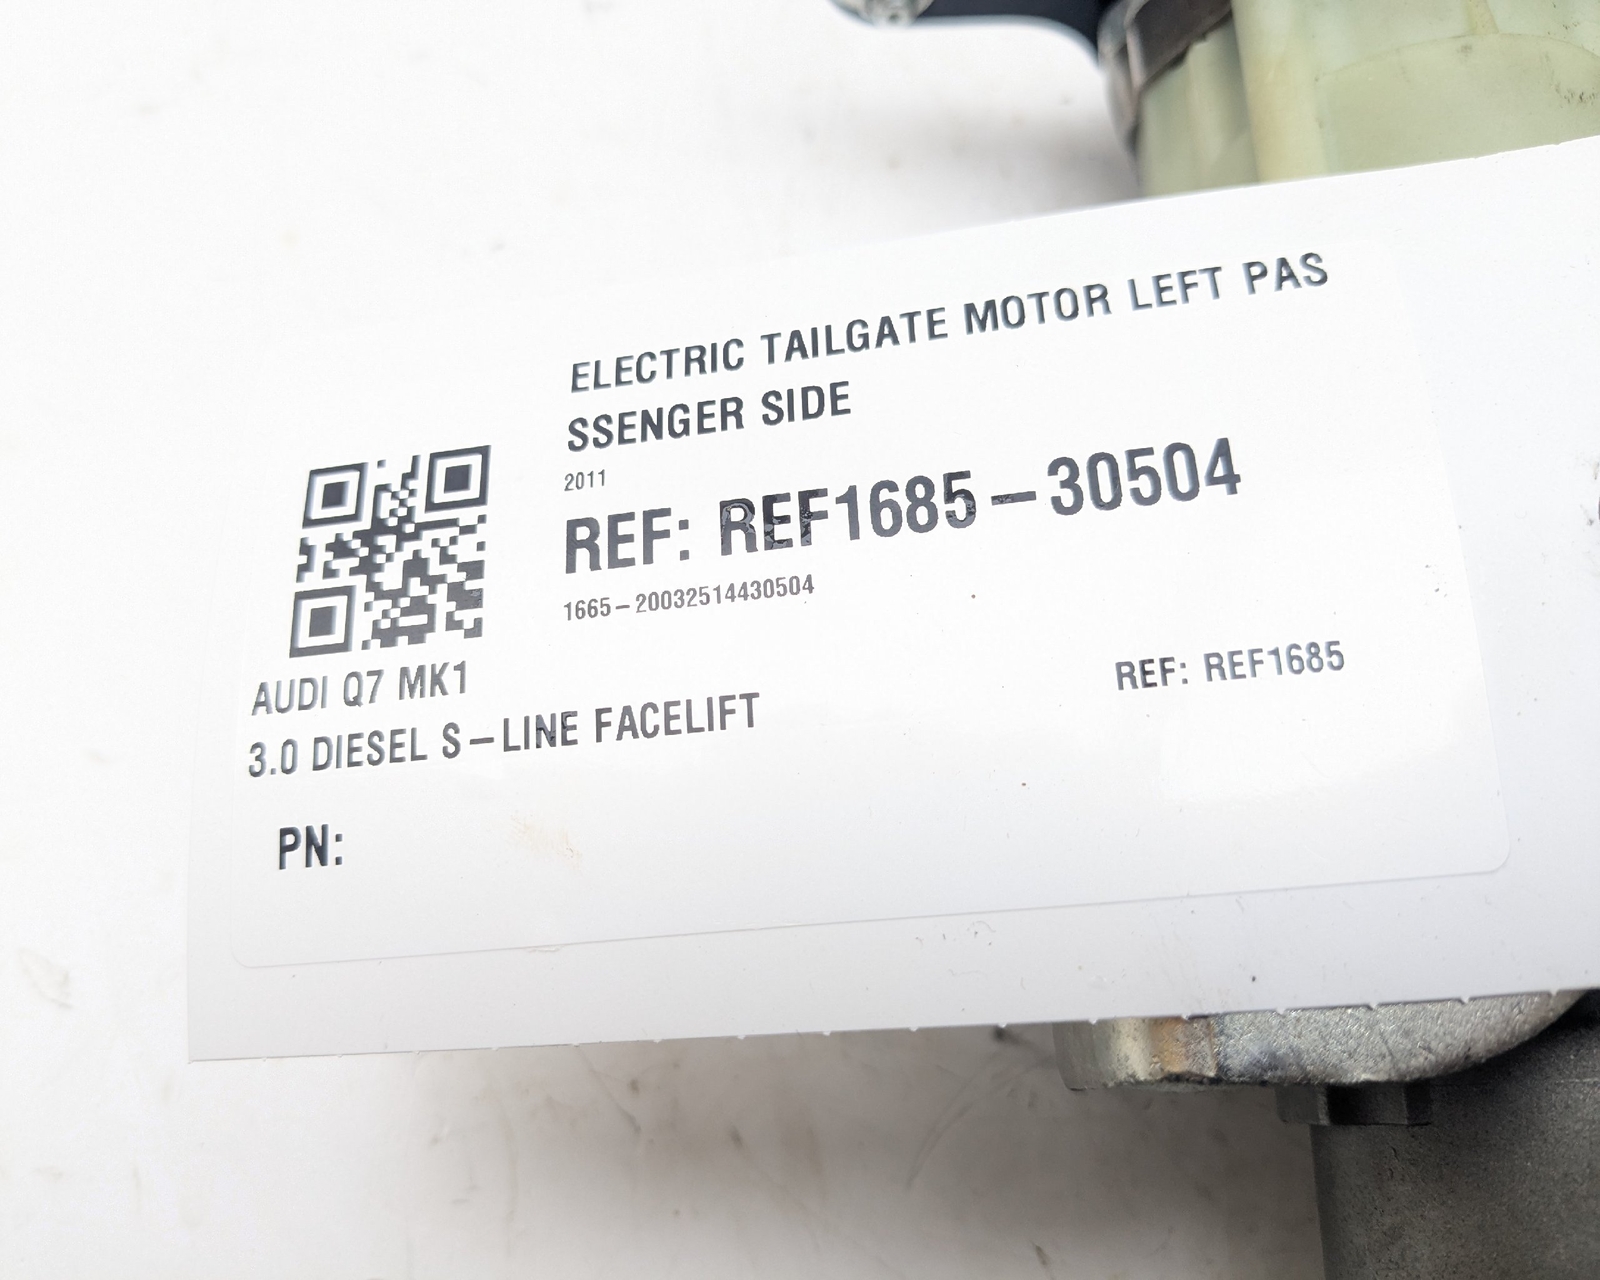 ELECTRIC TAILGATE MOTOR LEFT PAS
SSENGER SIDE
2011
REF: REF1685-30504
1665-20032514430504
AUDI Q7 MK1
3.0 DIESEL S-LINE FACELIFT
REF: REF1685
PN: